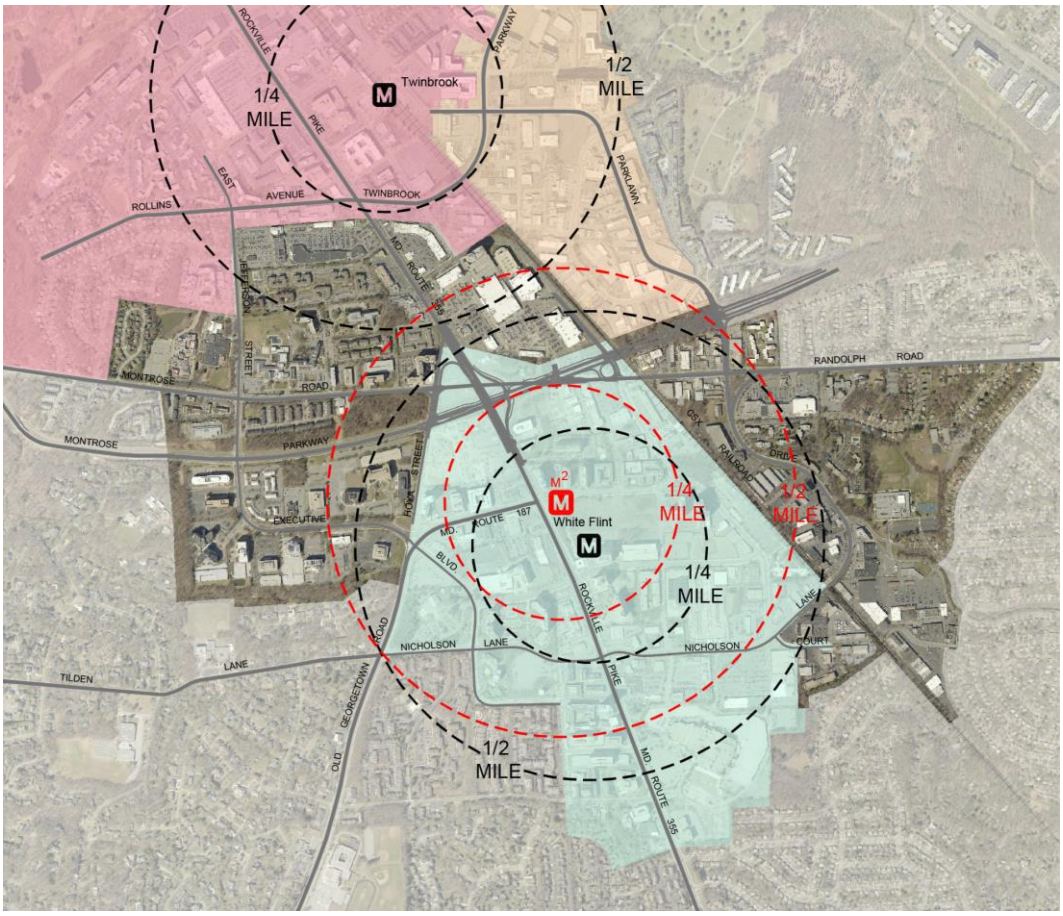 ROCKVILLE
PARKWAY
1/2
MILE
M Twinbrook
1/4
MILE
PIKE
PARKLAWN
EAST
ROLLINS
AVENUE
TWINBROOK
MD. ROUTE 355
JEFFERSON
STREET
MONTROSE
ROAD
RANDOLPH
ROAD
MONTROSE
PARKWAY
HOYA STREET
CSX
RAILROAD
DRIVE
M²
M
1/4
MILE
1/2
MILE
EXECUTIVE
BLVD.
MD. ROUTE 187
White Flint
M
1/4
MILE
ROCKVILLE
PIKE
LANE
NICHOLSON
LANE
NICHOLSON
COURT
TILDEN
LANE
OLD
GEORGETOWN
ROAD
1/2
MILE
MD. ROUTE 355